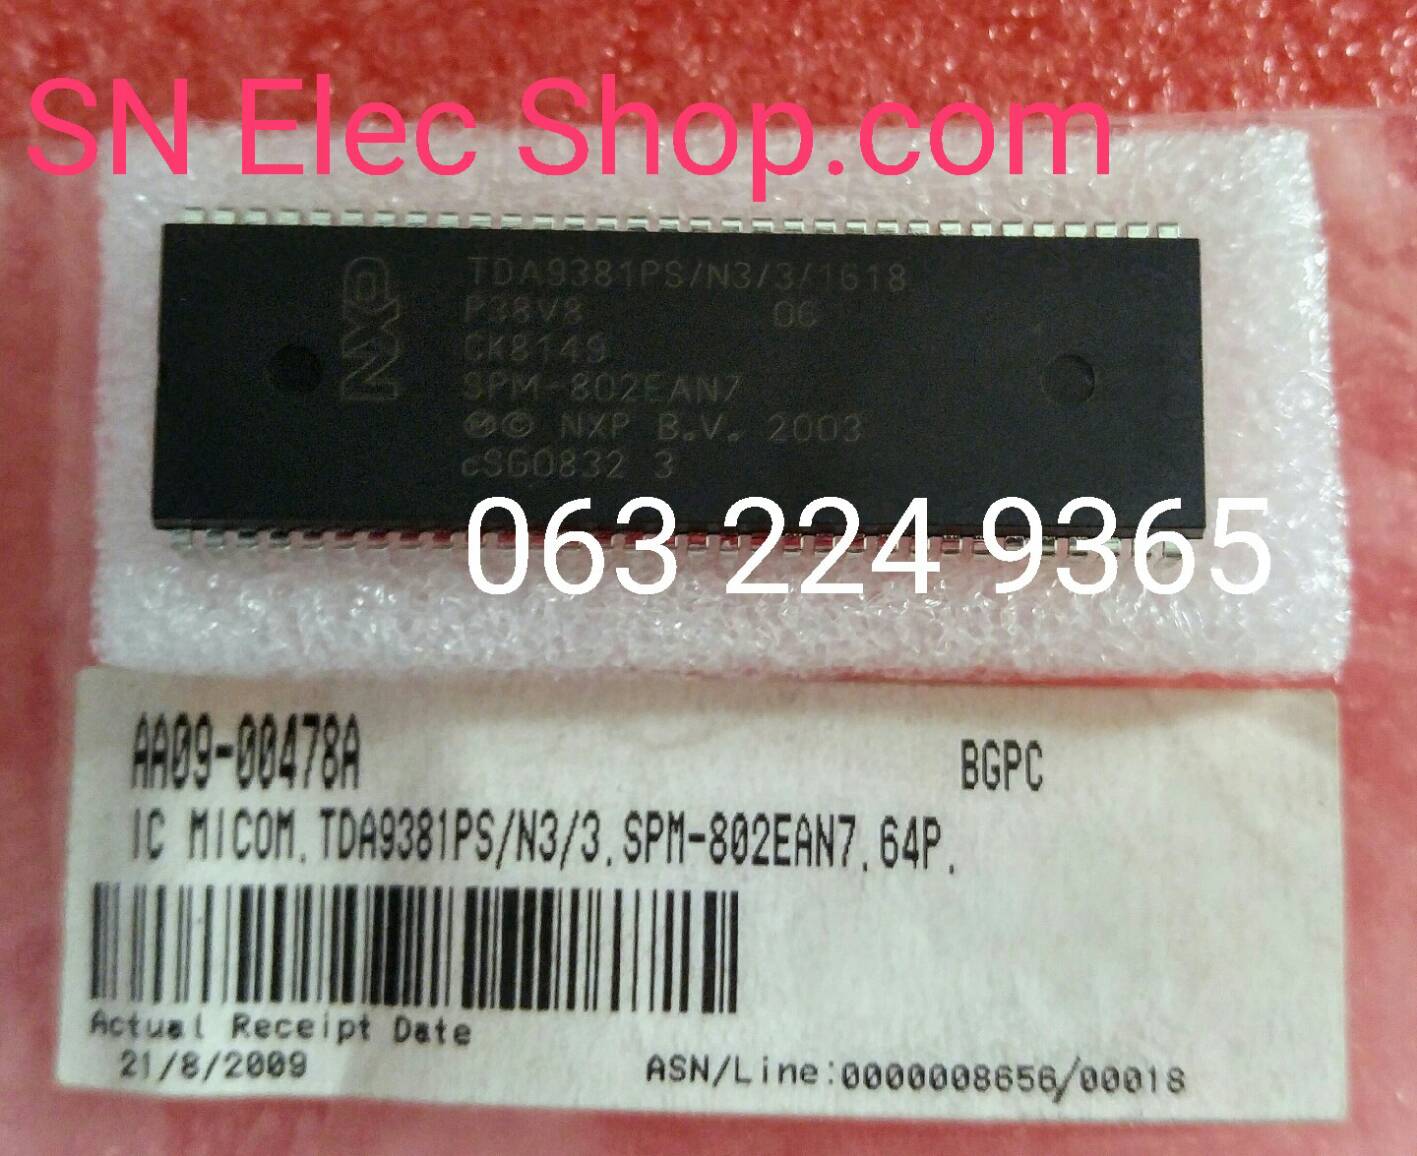 SN Elec Shop.com
NXP
TDA9381PS/N3/3/1618
P38V8 06
CK8149
SPM-802EAN7
Ⓜ© NXP B.V. 2003
cSG0832 3
063 224 9365
AA09-00478A BGPC
IC MICOM.TDA9381PS/N3/3.SPM-802EAN7.64P.
Actual Receipt Date
21/8/2009 ASN/Line:0000008656/00018